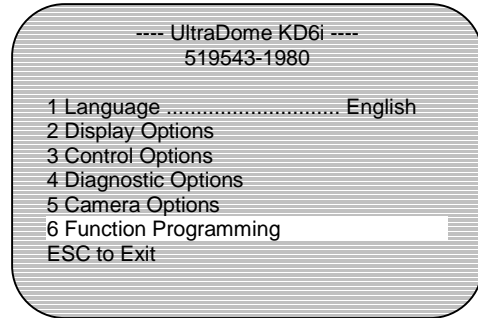 ---- UltraDome KD6i ----
519543-1980
1 Language ............................. English
2 Display Options
3 Control Options
4 Diagnostic Options
5 Camera Options
6 Function Programming
ESC to Exit